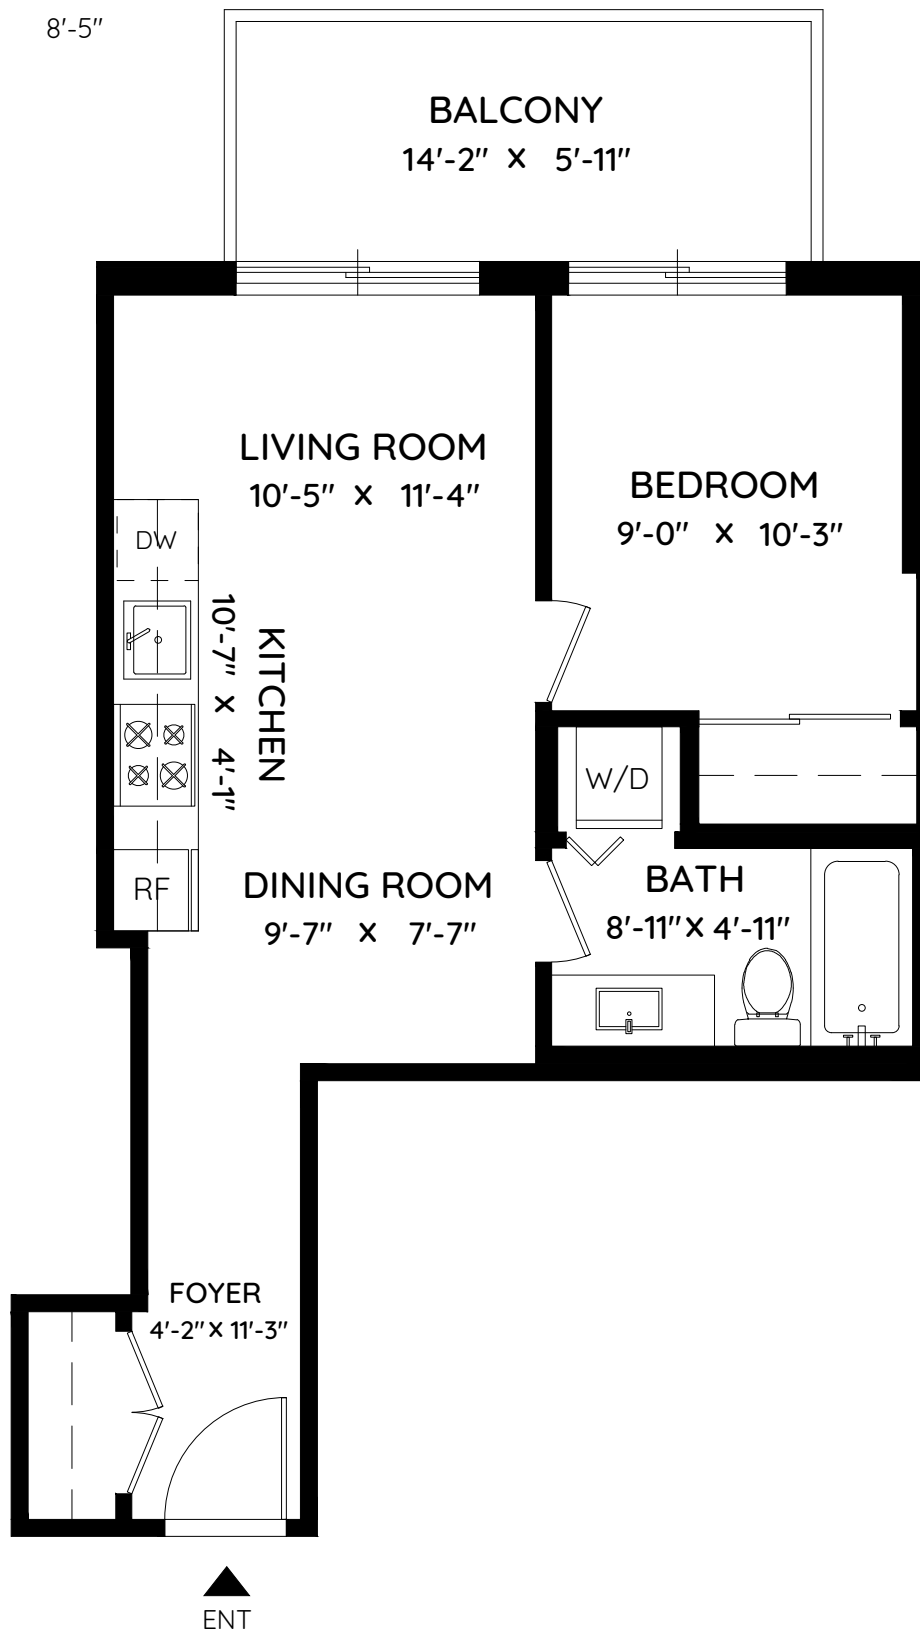 8'-5"
BALCONY
14'-2" X 5'-11"
LIVING ROOM
10'-5" X 11'-4"
BEDROOM
9'-0" X 10'-3"
DW
KITCHEN
10'-7" X 4'-1"
W/D
RF
DINING ROOM
9'-7" X 7'-7"
BATH
8'-11" X 4'-11"
FOYER
4'-2" X 11'-3"
ENT